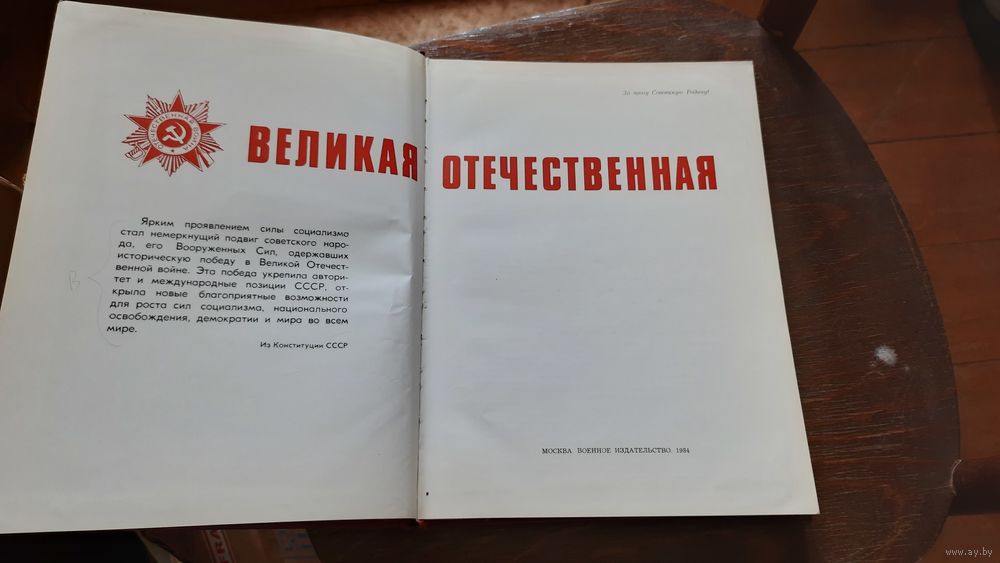 ОТЕЧЕСТВЕННАЯ ВОЙНА
За нашу Советскую Родину!
ВЕЛИКАЯ ОТЕЧЕСТВЕННАЯ
Ярким проявлением силы социализма
стал немеркнущий подвиг советского наро-
да, его Вооруженных Сил, одержавших
историческую победу в Великой Отечест-
венной войне. Эта победа укрепила автори-
тет и международные позиции СССР, от-
крыла новые благоприятные возможности
для роста сил социализма, национального
освобождения, демократии и мира во всем
мире.
Из Конституции СССР
В
МОСКВА ВОЕННОЕ ИЗДАТЕЛЬСТВО 1984
www.ay.by